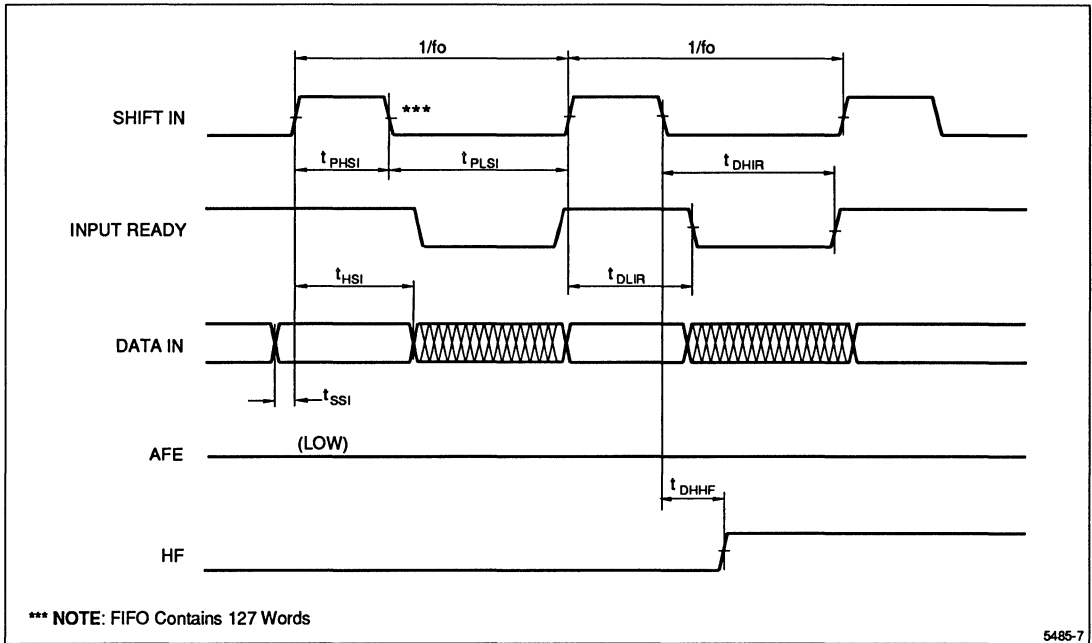 1/fo 1/fo
SHIFT IN
***
t PHSI t PLSI t DHIR
INPUT READY
t HSI t DLIR
DATA IN
t SSI
(LOW)
AFE
t DHHF
HF
*** NOTE: FIFO Contains 127 Words
5485-7